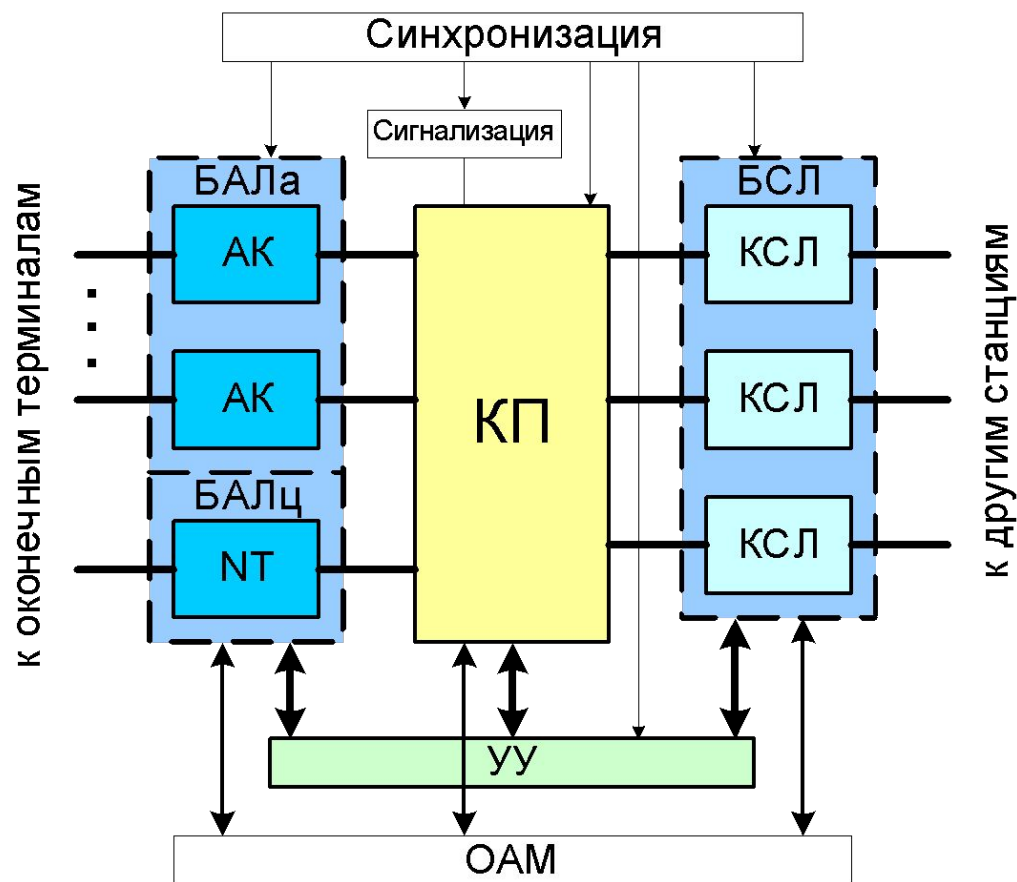 Синхронизация
Сигнализация
БАЛа
АК
АК
БАЛц
NT
КП
БСЛ
КСЛ
КСЛ
КСЛ
УУ
ОАМ
к оконечным терминалам
к другим станциям